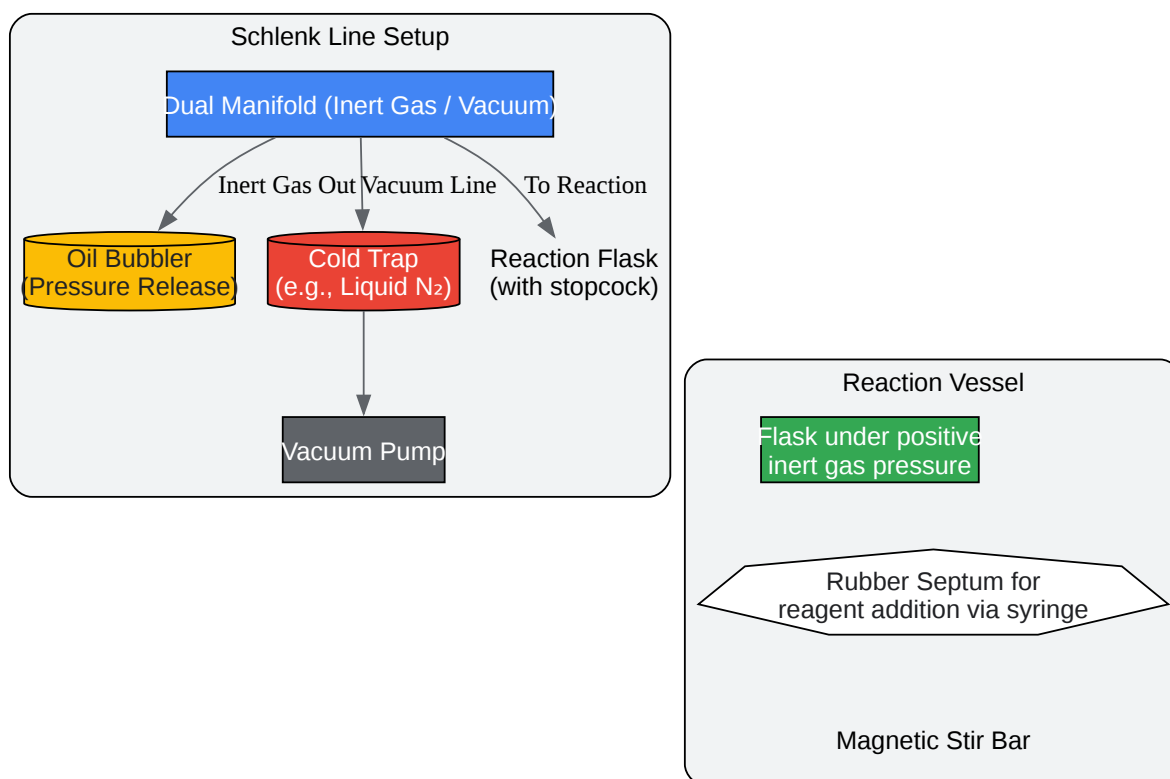 Schlenk Line Setup
Dual Manifold (Inert Gas / Vacuum)
Inert Gas Out
Vacuum Line
To Reaction
Oil Bubbler
(Pressure Release)
Cold Trap
(e.g., Liquid N₂)
Reaction Flask
(with stopcock)
Vacuum Pump
Reaction Vessel
Flask under positive
inert gas pressure
Rubber Septum for
reagent addition via syringe
Magnetic Stir Bar